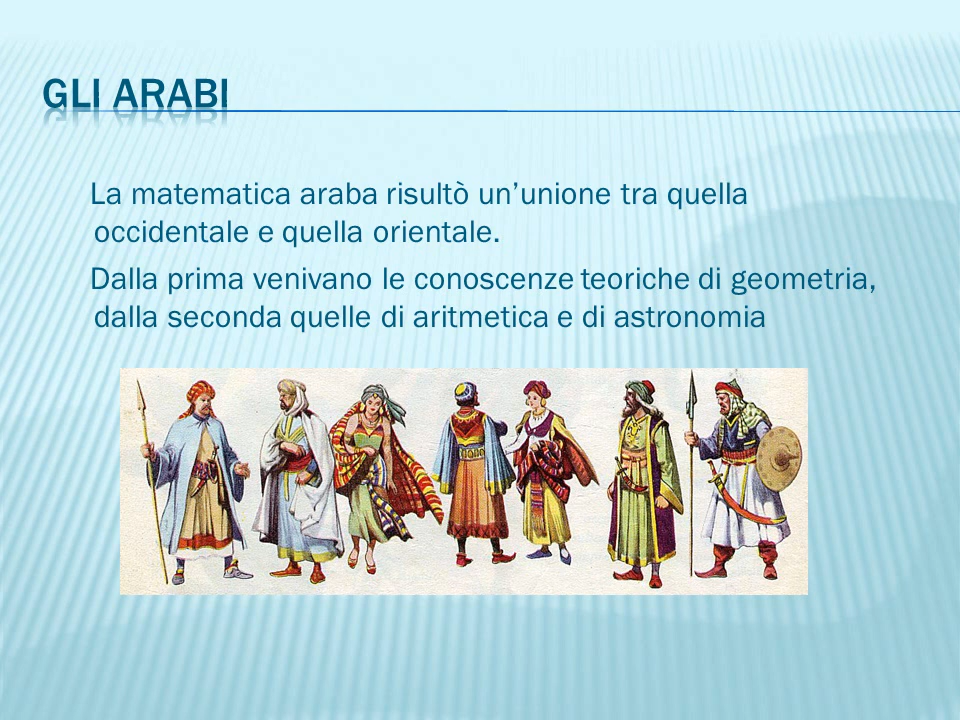 GLI ARABI
La matematica araba risultò un’unione tra quella
occidentale e quella orientale.
Dalla prima venivano le conoscenze teoriche di geometria,
dalla seconda quelle di aritmetica e di astronomia